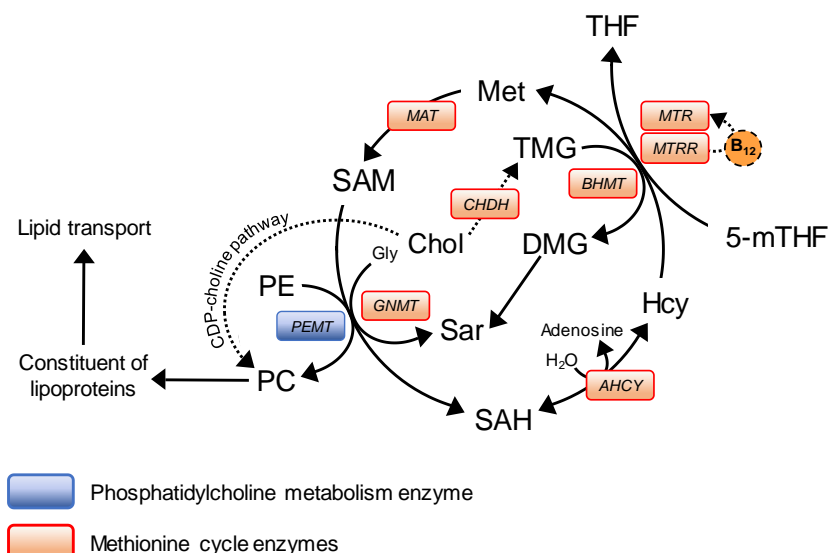 THF
Met
MAT
MTR
MTRR
B12
TMG
BHMT
SAM
CHDH
Lipid transport
CDP-choline pathway
Gly
Chol
DMG
5-mTHF
PE
GNMT
PEMT
Sar
Hcy
Adenosine
H2O
AHCY
Constituent of
lipoproteins
PC
SAH
Phosphatidylcholine metabolism enzyme
Methionine cycle enzymes